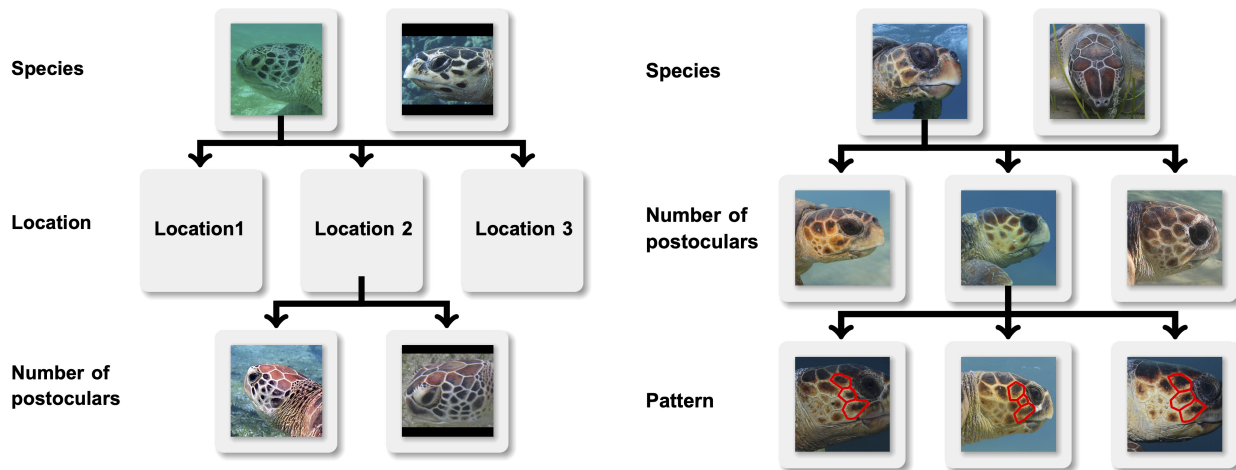 Species
Location
Location1
Location 2
Location 3
Number of
postoculars
Species
Number of
postoculars
Pattern